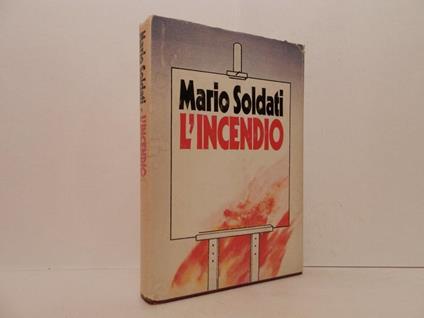 Mario Soldati - L'INCENDIO
Mario Soldati
L'INCENDIO